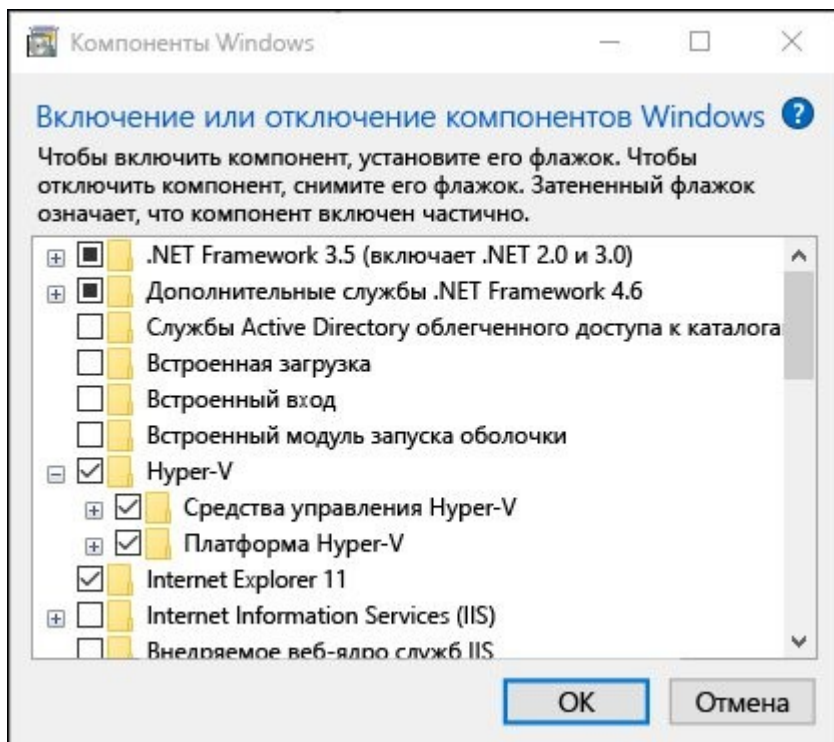 Компоненты Windows
Включение или отключение компонентов Windows
Чтобы включить компонент, установите его флажок. Чтобы
отключить компонент, снимите его флажок. Затененный флажок
означает, что компонент включен частично.
.NET Framework 3.5 (включает .NET 2.0 и 3.0)
Дополнительные службы .NET Framework 4.6
Службы Active Directory облегченного доступа к каталога
Встроенная загрузка
Встроенный вход
Встроенный модуль запуска оболочки
Hyper-V
Средства управления Hyper-V
Платформа Hyper-V
Internet Explorer 11
Internet Information Services (IIS)
Внедряемое веб-ядро служб IIS
OK
Отмена